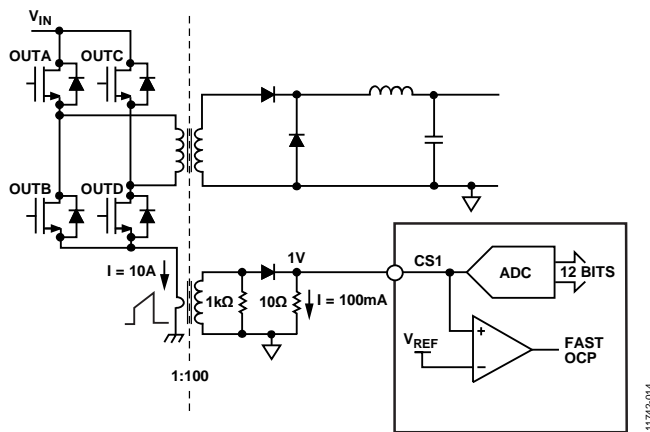 VIN
OUTA
OUTC
OUTB
OUTD
I = 10A
1kΩ
10Ω
1V
I = 100mA
1:100
CS1
ADC
12 BITS
VREF
+
−
FAST
OCP
11743-014